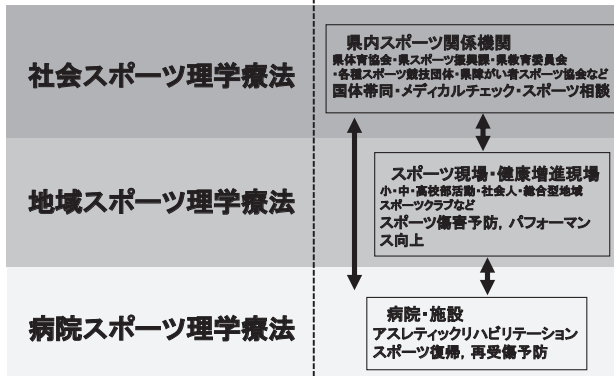 社会スポーツ理学療法
県内スポーツ関係機関
県体育協会・県スポーツ振興課・県教育委員会
・各種スポーツ競技団体・県障がい者スポーツ協会など
国体帯同・メディカルチェック・スポーツ相談
地域スポーツ理学療法
スポーツ現場・健康増進現場
小・中・高校部活動・社会人・総合型地域
スポーツクラブなど
スポーツ傷害予防，パフォーマン
ス向上
病院スポーツ理学療法
病院・施設
アスレティックリハビリテーション
スポーツ復帰，再受傷予防